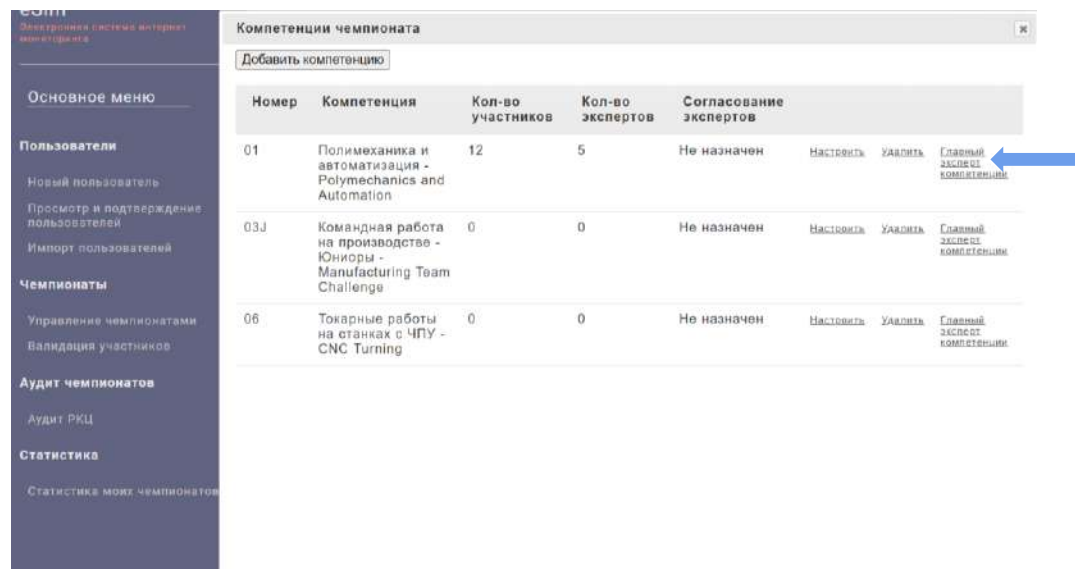 eSim
Электронная система интернет
мониторинга
Основное меню
Пользователи
Новый пользователь
Просмотр и подтверждение
пользователей
Импорт пользователей
Чемпионаты
Управление чемпионатами
Валидация участников
Аудит чемпионатов
Аудит РКЦ
Статистика
Статистика моих чемпионатов
Компетенции чемпионата
Добавить компетенцию
Номер Компетенция Кол-во участников Кол-во экспертов Согласование экспертов
01 Полимеханика и 12 5 Не назначен Настроить Удалить Главный
автоматизация - эксперт
Polymechanics and компетенции
Automation
03J Командная работа 0 0 Не назначен Настроить Удалить Главный
на производстве - эксперт
Юниоры - компетенции
Manufacturing Team
Challenge
06 Токарные работы 0 0 Не назначен Настроить Удалить Главный
на станках с ЧПУ - эксперт
CNC Turning компетенции